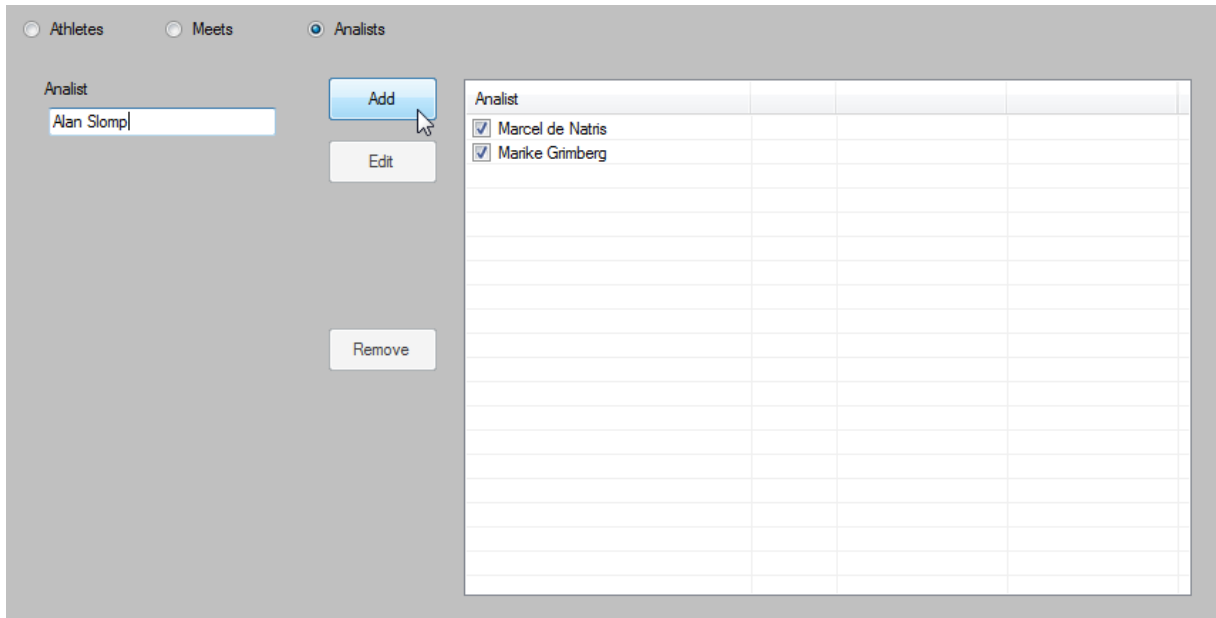 Athletes Meets Analists
Analist
Alan Slomp
Add
Edit
Remove
Analist
Marcel de Natris
Marike Grimberg